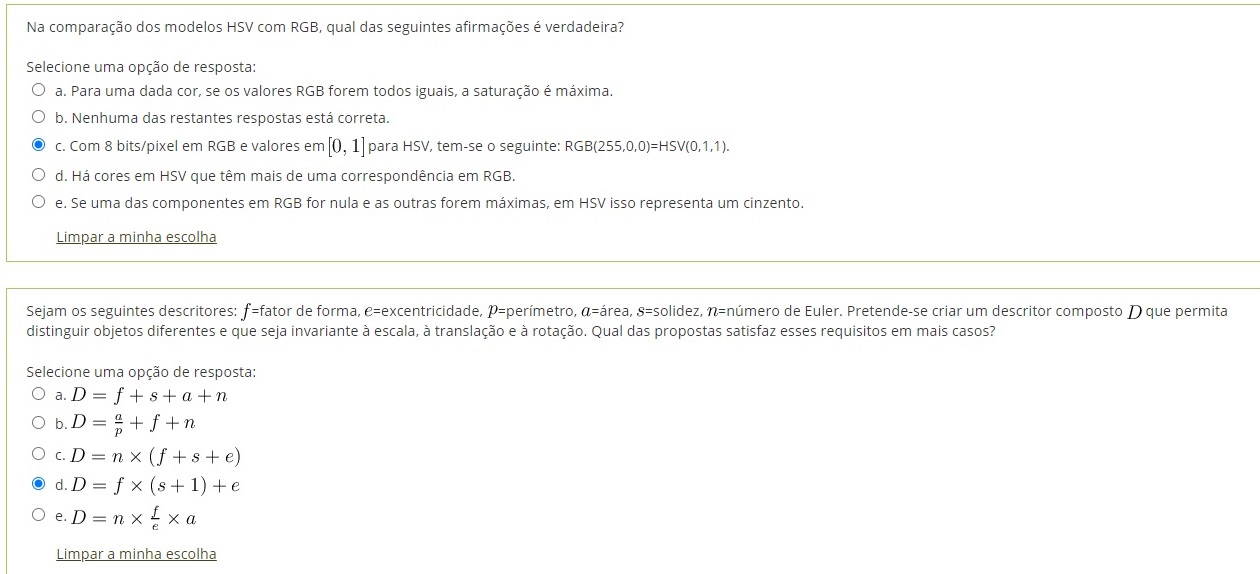 Na comparação dos modelos HSV com RGB, qual das seguintes afirmações é verdadeira?
Selecione uma opção de resposta:
a. Para uma dada cor, se os valores RGB forem todos iguais, a saturação é máxima.
b. Nenhuma das restantes respostas está correta.
c. Com 8 bits/pixel em RGB e valores em [0, 1] para HSV, tem-se o seguinte: RGB(255,0,0)=HSV(0,1,1).
d. Há cores em HSV que têm mais de uma correspondência em RGB.
e. Se uma das componentes em RGB for nula e as outras forem máximas, em HSV isso representa um cinzento.
Limpar a minha escolha
Sejam os seguintes descritores: f=fator de forma, e=excentricidade, p=perímetro, a=área, s=solidez, n=número de Euler. Pretende-se criar um descritor composto D que permita
distinguir objetos diferentes e que seja invariante à escala, à translação e à rotação. Qual das propostas satisfaz esses requisitos em mais casos?
Selecione uma opção de resposta:
a. D = f + s + a + n
b. D = a/p + f + n
c. D = n × (f + s + e)
d. D = f × (s + 1) + e
e. D = n × f/e × a
Limpar a minha escolha